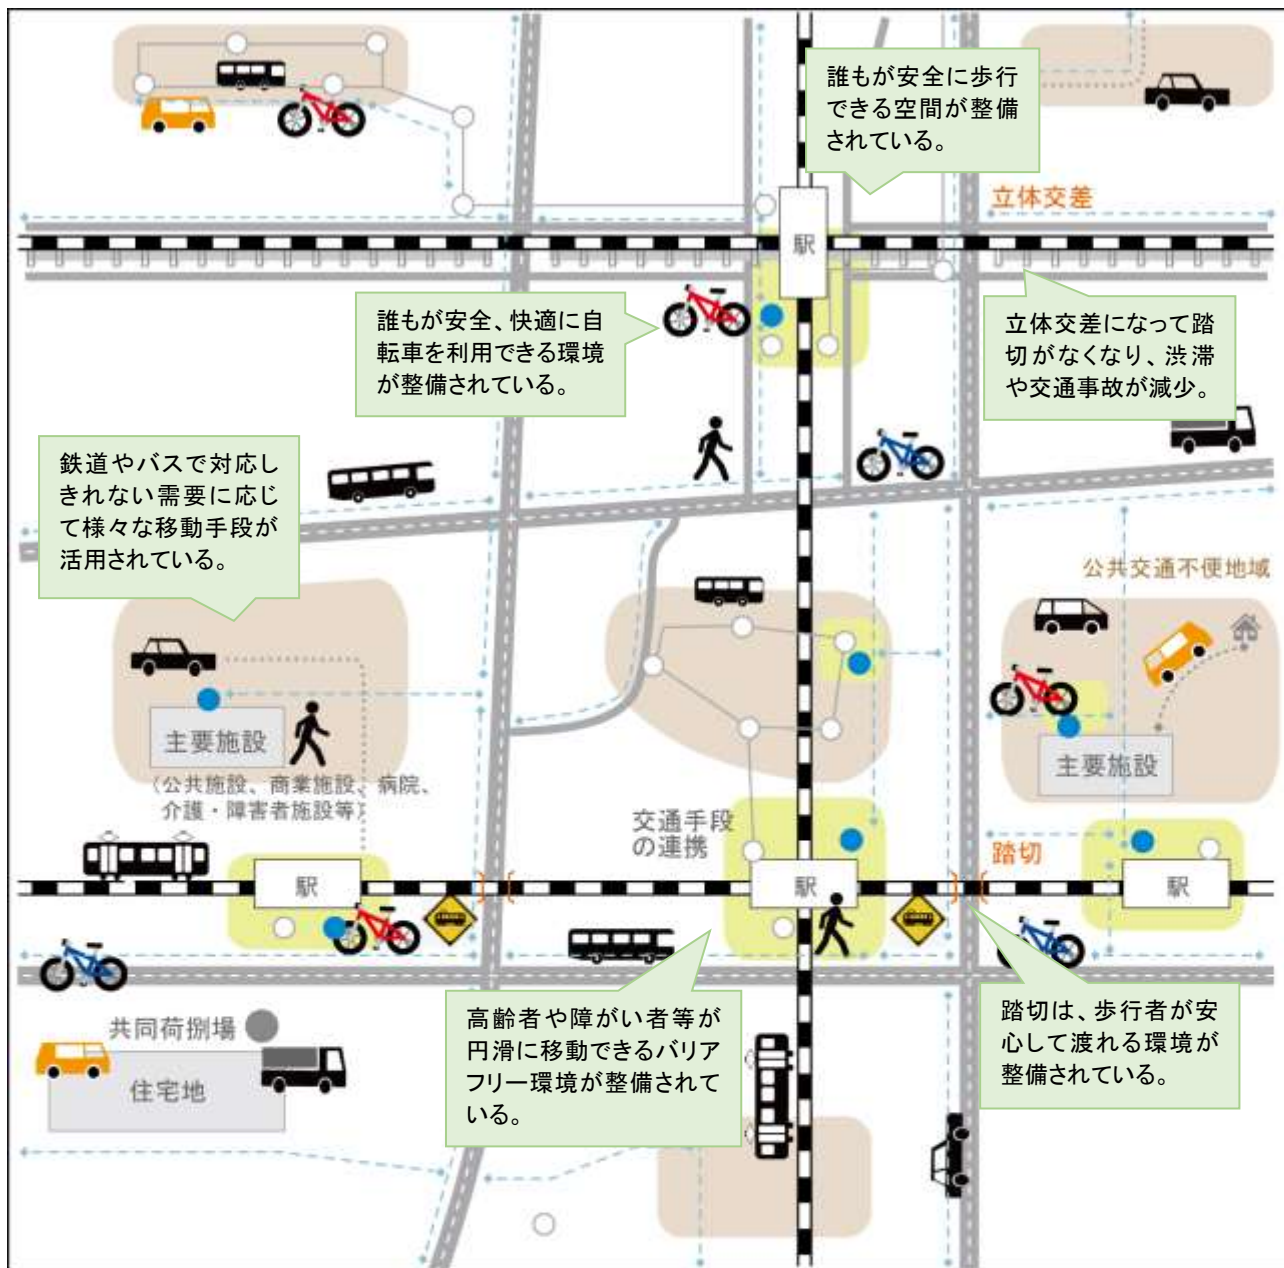 誰もが安全に歩行
できる空間が整備
されている。
立体交差
駅
誰もが安全、快適に自
転車を利用できる環境
が整備されている。
立体交差になって踏
切がなくなり、渋滞
や交通事故が減少。
鉄道やバスで対応し
きれない需要に応じ
て様々な移動手段が
活用されている。
公共交通不便地域
主要施設
(公共施設、商業施設、病院、
介護・障害者施設等)
主要施設
交通手段
の連携
踏切
駅
駅
駅
高齢者や障がい者等が
円滑に移動できるバリア
フリー環境が整備されて
いる。
踏切は、歩行者が安
心して渡れる環境が
整備されている。
共同荷捌場
住宅地